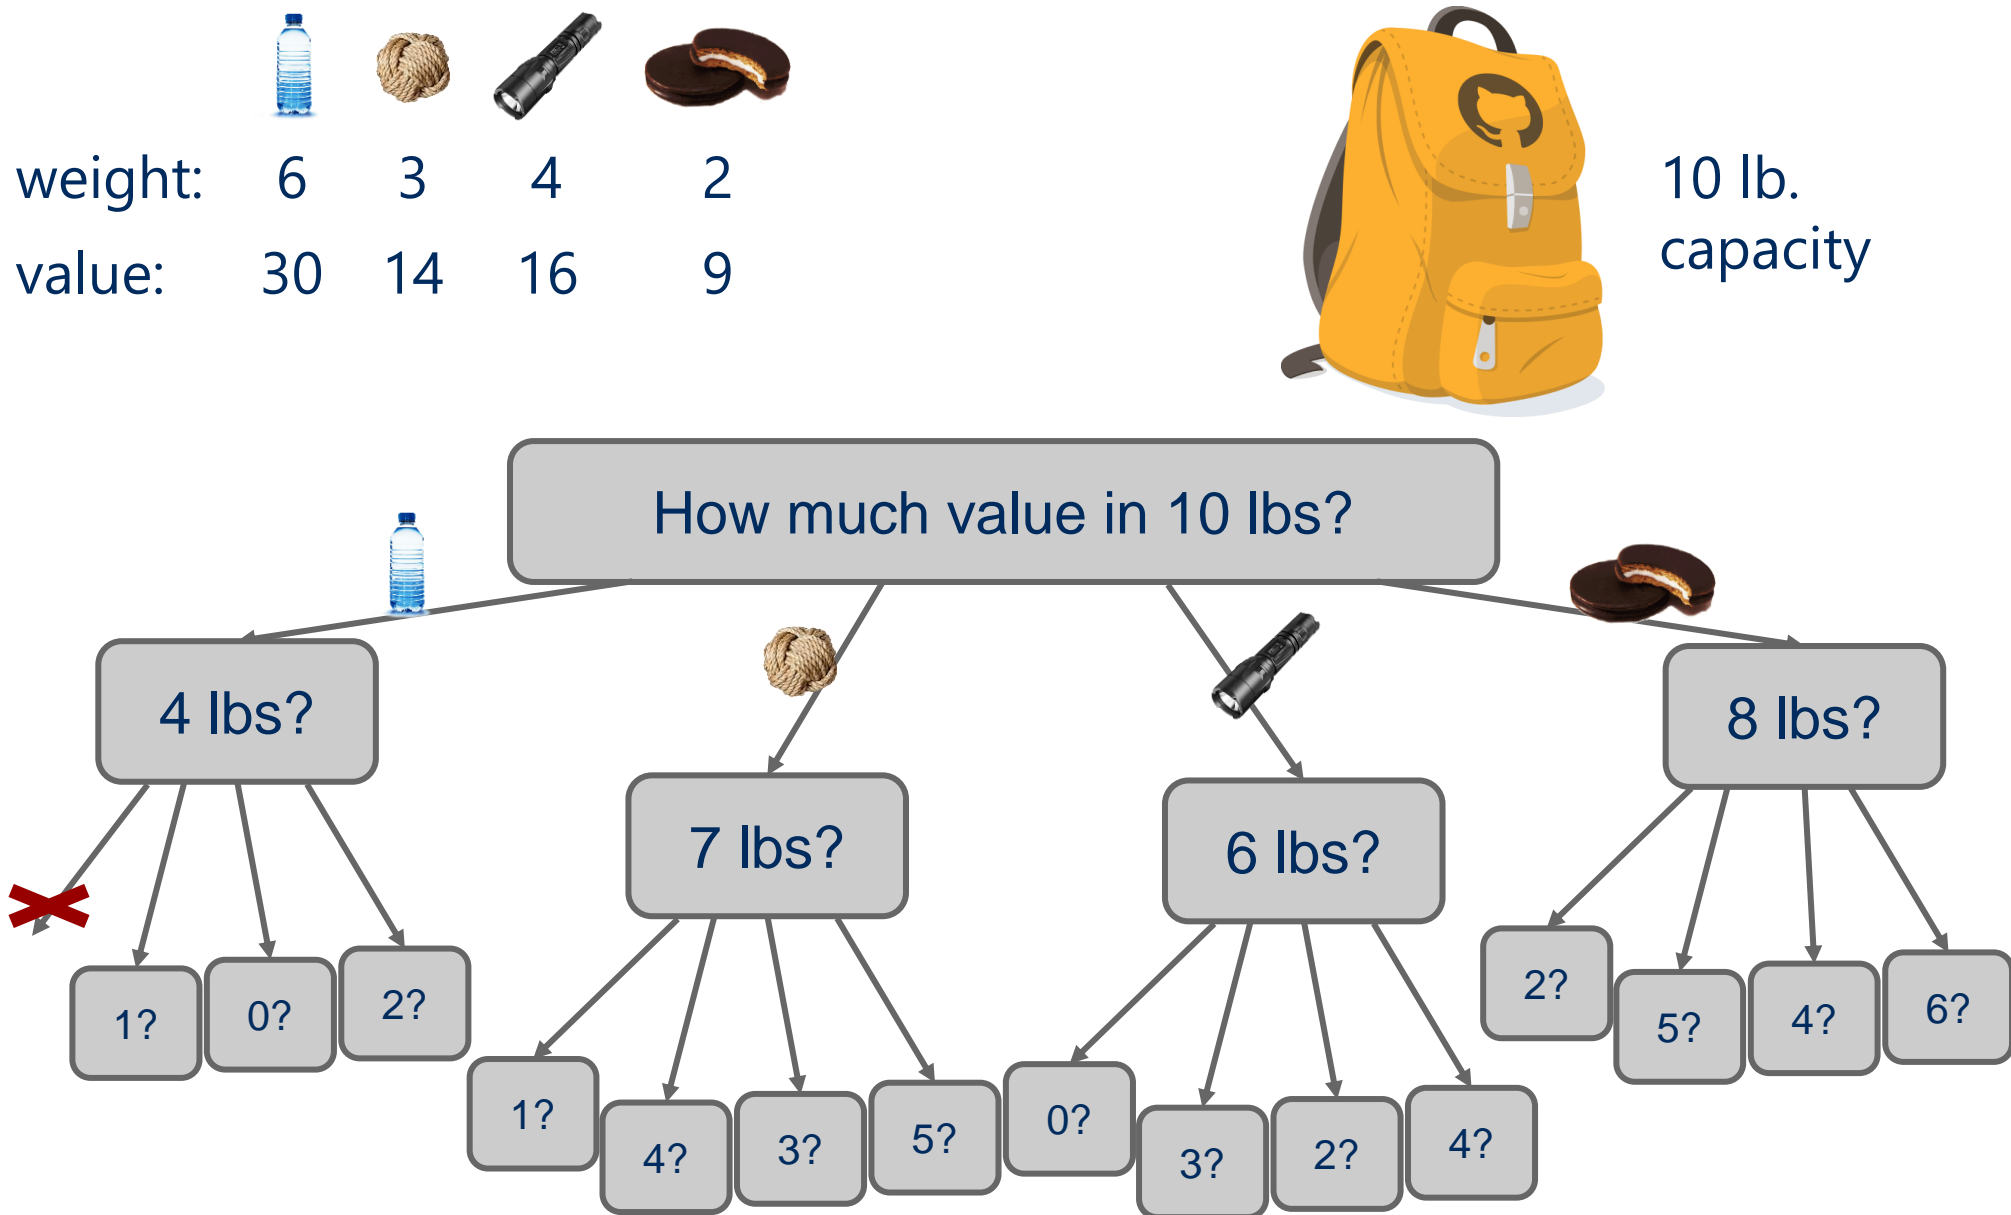 weight: 6 3 4 2
value: 30 14 16 9
10 lb.
capacity
How much value in 10 lbs?
4 lbs?
7 lbs?
6 lbs?
8 lbs?
1?
0?
2?
1?
4?
3?
5?
0?
3?
2?
4?
2?
5?
4?
6?